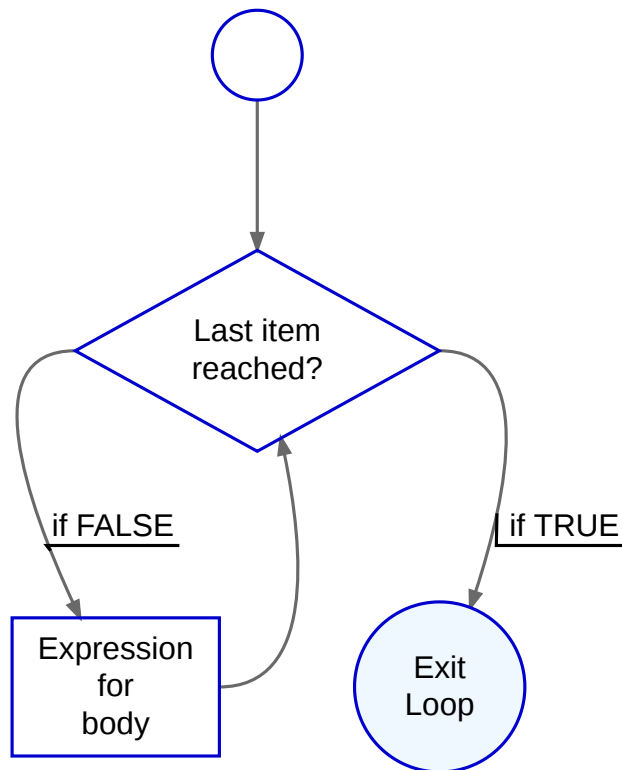 Last item
reached?
if FALSE
if TRUE
Expression
for
body
Exit
Loop